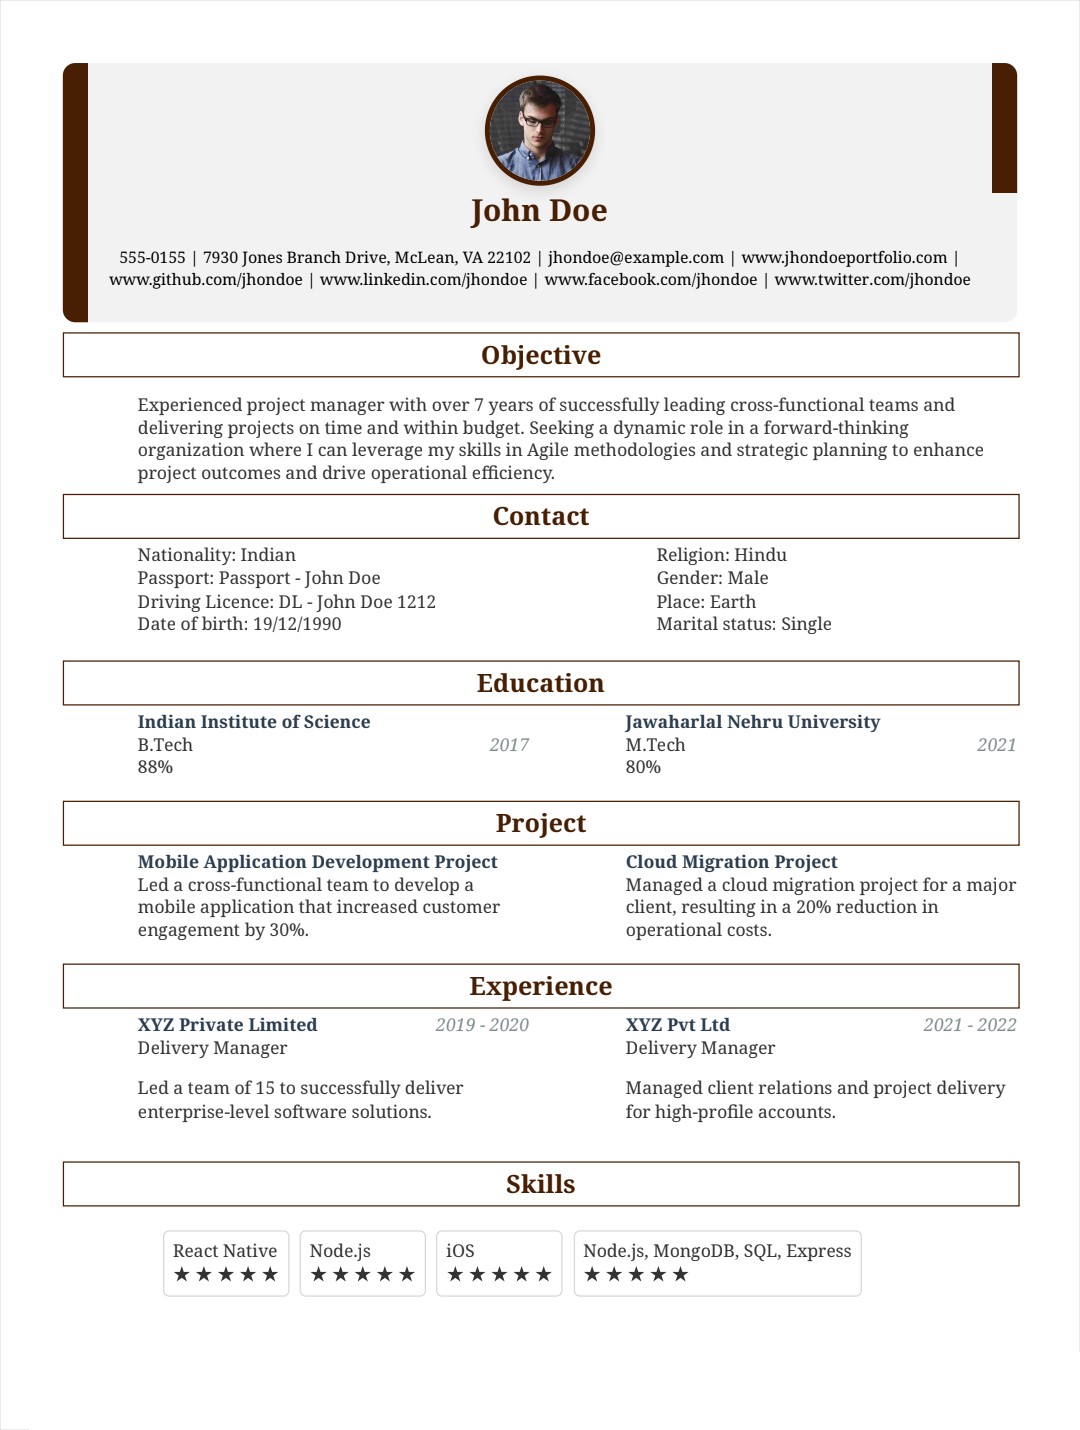 John Doe
555-0155 | 7930 Jones Branch Drive, McLean, VA 22102 | jhondoe@example.com | www.jhondoeportfolio.com |
www.github.com/jhondoe | www.linkedin.com/jhondoe | www.facebook.com/jhondoe | www.twitter.com/jhondoe
Objective
Experienced project manager with over 7 years of successfully leading cross-functional teams and
delivering projects on time and within budget. Seeking a dynamic role in a forward-thinking
organization where I can leverage my skills in Agile methodologies and strategic planning to enhance
project outcomes and drive operational efficiency.
Contact
Nationality: Indian
Passport: Passport - John Doe
Driving Licence: DL - John Doe 1212
Date of birth: 19/12/1990
Religion: Hindu
Gender: Male
Place: Earth
Marital status: Single
Education
Indian Institute of Science
B.Tech 2017
88%
Jawaharlal Nehru University
M.Tech 2021
80%
Project
Mobile Application Development Project
Led a cross-functional team to develop a
mobile application that increased customer
engagement by 30%.
Cloud Migration Project
Managed a cloud migration project for a major
client, resulting in a 20% reduction in
operational costs.
Experience
XYZ Private Limited 2019 - 2020
Delivery Manager
Led a team of 15 to successfully deliver
enterprise-level software solutions.
XYZ Pvt Ltd 2021 - 2022
Delivery Manager
Managed client relations and project delivery
for high-profile accounts.
Skills
React Native
★★★★★
Node.js
★★★★★
iOS
★★★★★
Node.js, MongoDB, SQL, Express
★★★★★